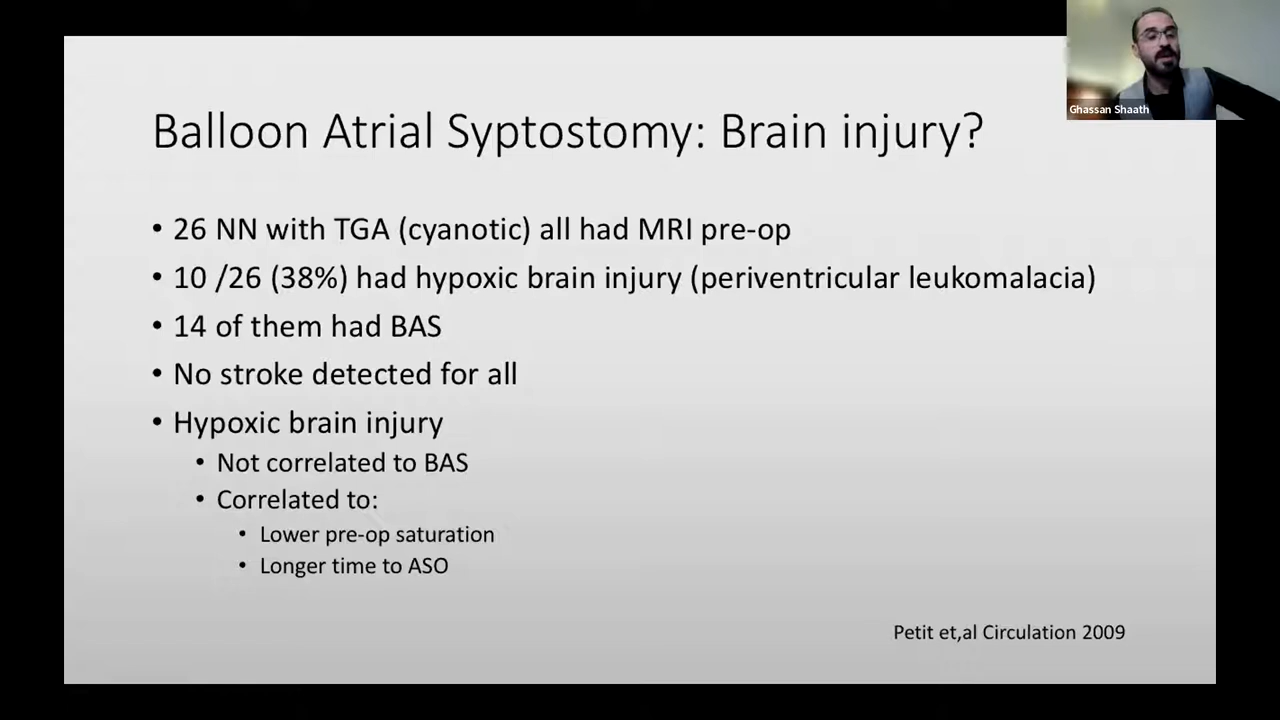 Ghassan Shaath
Balloon Atrial Syptostomy: Brain injury?
• 26 NN with TGA (cyanotic) all had MRI pre-op
• 10 /26 (38%) had hypoxic brain injury (periventricular leukomalacia)
• 14 of them had BAS
• No stroke detected for all
• Hypoxic brain injury
• Not correlated to BAS
• Correlated to:
• Lower pre-op saturation
• Longer time to ASO
Petit et,al Circulation 2009